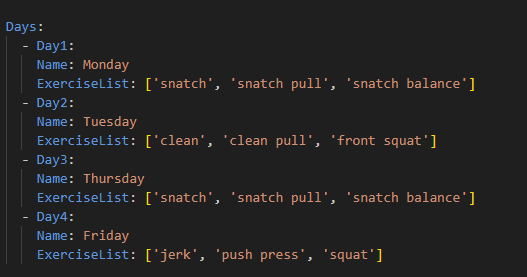 Days:
- Day1:
Name: Monday
ExerciseList: ['snatch', 'snatch pull', 'snatch balance']
- Day2:
Name: Tuesday
ExerciseList: ['clean', 'clean pull', 'front squat']
- Day3:
Name: Thursday
ExerciseList: ['snatch', 'snatch pull', 'snatch balance']
- Day4:
Name: Friday
ExerciseList: ['jerk', 'push press', 'squat']